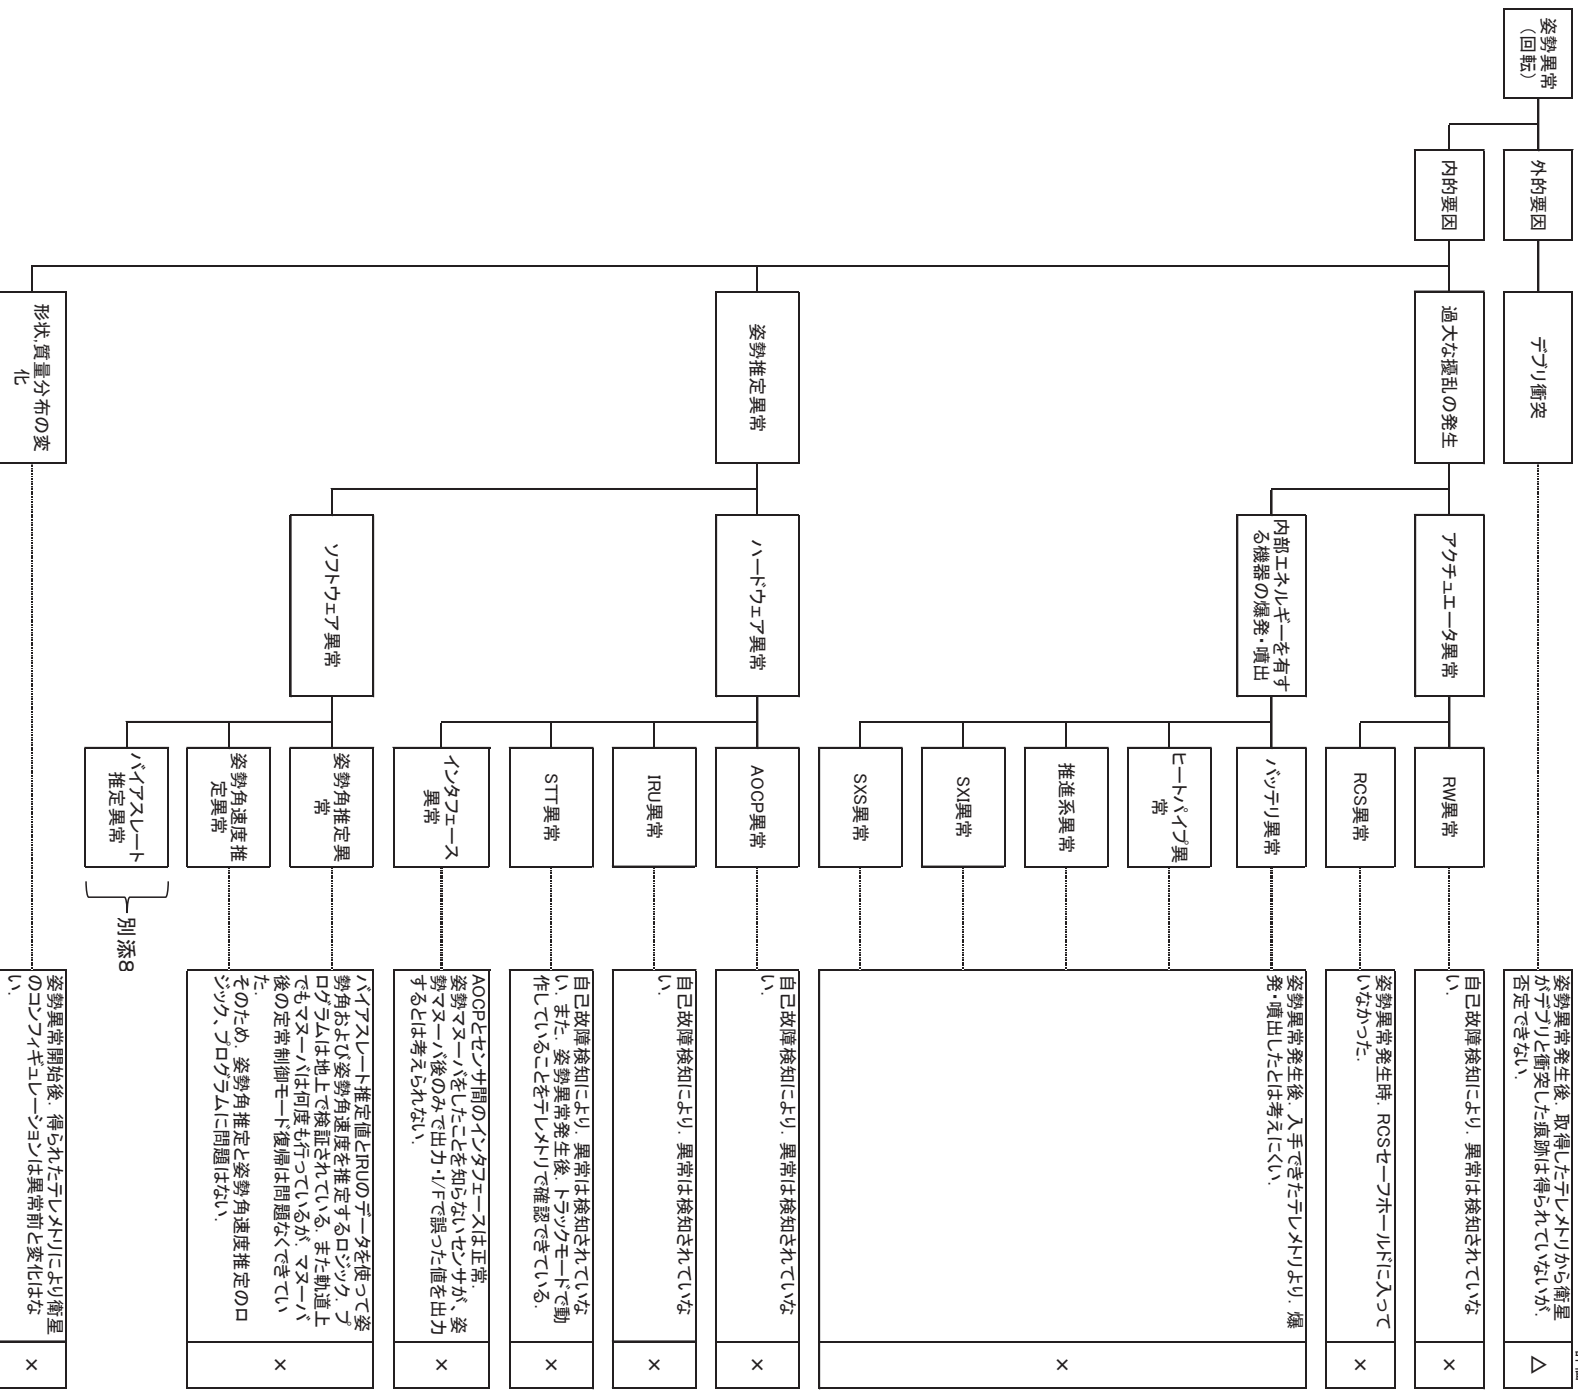 姿勢異常
（回転）
外的要因
内的要因
デブリ衝突
過大な擾乱の発生
姿勢推定異常
形状,質量分布の変
化
アクチュエータ異常
内部エネルギーを有す
る機器の爆発・噴出
ハードウェア異常
ソフトウェア異常
RW異常
RCS異常
バッテリ異常
ヒートパイプ異
常
推進系異常
SXI異常
SXS異常
AOCP異常
IRU異常
STT異常
インタフェース
異常
姿勢角推定異
常
姿勢角速度推
定異常
バイアスレート
推定異常
別添8
姿勢異常発生後，取得したテレメトリから衛星
がデブリと衝突した痕跡は得られていないが，
否定できない．
△
自己故障検知により，異常は検知されていな
い．
×
姿勢異常発生時，RCSセーフホールドに入って
いなかった．
×
姿勢異常発生後，入手できたテレメトリより，爆
発・噴出したとは考えにくい．
×
自己故障検知により，異常は検知されていな
い．
×
自己故障検知により，異常は検知されていな
い．
×
自己故障検知により，異常は検知されていな
い．また，姿勢異常発生後，トラックモードで動
作していることをテレメトリで確認できている．
×
AOCPとセンサ間のインタフェースは正常．
姿勢マヌーバをしたことを知らないセンサが、姿
勢マヌーバ後のみで出力・I/Fで誤った値を出力
するとは考えられない．
×
バイアスレート推定値とIRUのデータを使って姿
勢角および姿勢角速度を推定するロジック，プ
ログラムは地上で検証されている．また軌道上
でもマヌーバは何度も行っているが，マヌーバ
後の定常制御モード復帰は問題なくできてい
た．
そのため，姿勢角推定と姿勢角速度推定のロ
ジック、プログラムに問題はない．
×
姿勢異常開始後，得られたテレメトリにより衛星
のコンフィギュレーションは異常前と変化はな
い．
×